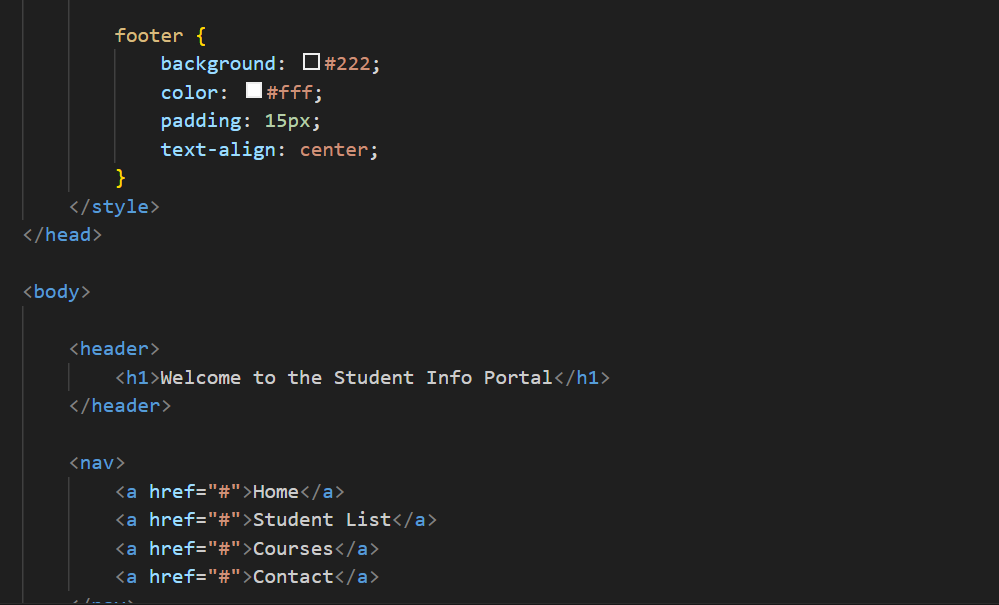 footer {
background: #222;
color: #fff;
padding: 15px;
text-align: center;
}
</style>
</head>
<body>
<header>
<h1>Welcome to the Student Info Portal</h1>
</header>
<nav>
<a href="#">Home</a>
<a href="#">Student List</a>
<a href="#">Courses</a>
<a href="#">Contact</a>